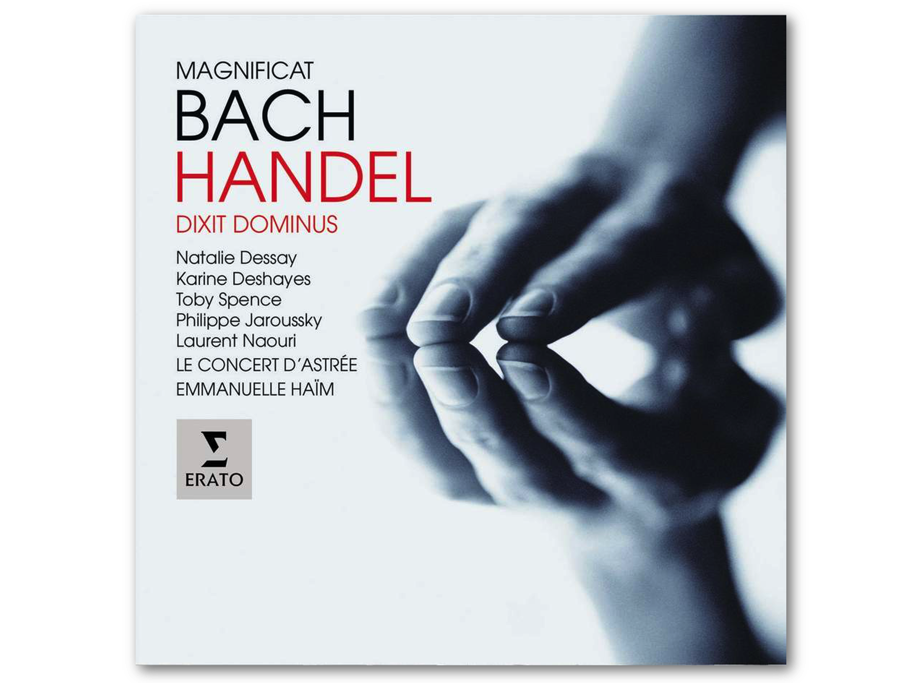 MAGNIFICAT
BACH
HANDEL
DIXIT DOMINUS
Natalie Dessay
Karine Deshayes
Toby Spence
Philippe Jaroussky
Laurent Naouri
LE CONCERT D'ASTRÉE
EMMANUELLE HAÏM
ERATO